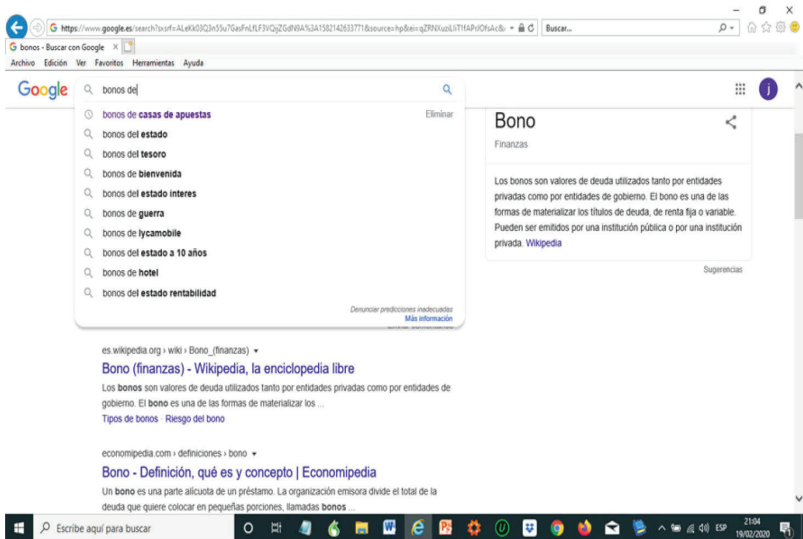 https://www.google.es/search?sxsrf=ALeKk03Q3n55u7GasFnLfLF3VQijZGdN9A%3A1582142633771&source=hp&ei=
Buscar...
G bonos - Buscar con Google
Archivo Edición Ver Favoritos Herramientas Ayuda
Google
bonos de
j
bonos de casas de apuestas
Eliminar
bonos del estado
bonos del tesoro
bonos de bienvenida
bonos del estado interes
bonos de guerra
bonos de lycamobile
bonos del estado a 10 años
bonos de hotel
bonos del estado rentabilidad
Denunciar predicciones inadecuadas
Más información
Bono
Finanzas
Los bonos son valores de deuda utilizados tanto por entidades
privadas como por entidades de gobierno. El bono es una de las
formas de materializar los títulos de deuda, de renta fija o variable.
Pueden ser emitidos por una institución pública o por una institución
privada. Wikipedia
Sugerencias
es.wikipedia.org › wiki › Bono_(finanzas)
Bono (finanzas) - Wikipedia, la enciclopedia libre
Los bonos son valores de deuda utilizados tanto por entidades privadas como por entidades de
gobierno. El bono es una de las formas de materializar los ...
Tipos de bonos · Riesgo del bono
economipedia.com › definiciones › bono
Bono - Definición, qué es y concepto | Economipedia
Un bono es una parte alícuota de un préstamo. La organización emisora divide el total de la
deuda que quiere colocar en pequeñas porciones, llamadas bonos ...
Escribe aquí para buscar
ESP
21:04
19/02/2020